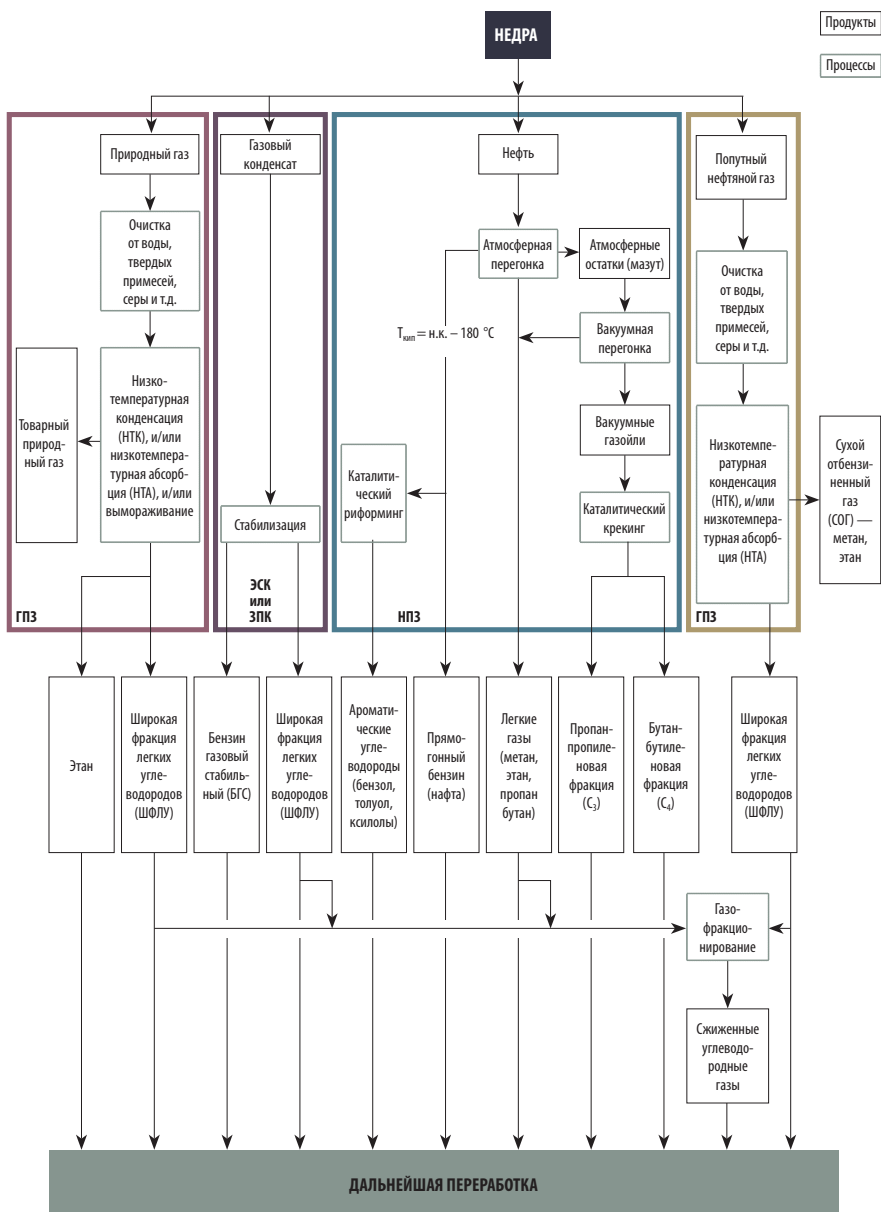 НЕДРА
Продукты
Процессы
Природный газ
Газовый
конденсат
Нефть
Попутный
нефтяной газ
Очистка
от воды,
твердых
примесей,
серы и т.д.
Атмосферная
перегонка
Атмосферные
остатки (мазут)
Очистка
от воды,
твердых
примесей,
серы и т.д.
Tкип = н.к. – 180 °C
Вакуумная
перегонка
Товарный
природ-
ный газ
Низко-
температурная
конденсация
(НТК), и/или
низкотемпера-
турная абсорб-
ция (НТА), и/или
вымораживание
Вакуумные
газойли
Каталити-
ческий
риформинг
Каталитический
крекинг
Низкотемпе-
ратурная
конденсация
(НТК), и/или
низкотемпера-
турная абсорб-
ция (НТА)
Сухой
отбензи-
ненный
газ
(СОГ) —
метан,
этан
Стабилизация
ГПЗ
ЭСК
или
ЗПК
НПЗ
ГПЗ
Этан
Широкая
фракция
легких
угле-
водородов
(ШФЛУ)
Бензин
газовый
стабиль-
ный (БГС)
Широкая
фракция
легких
угле-
водородов
(ШФЛУ)
Аромати-
ческие
угле-
водороды
(бензол,
толуол,
ксилолы)
Прямо-
гонный
бензин
(нафта)
Легкие
газы
(метан,
этан,
пропан
бутан)
Пропан-
пропиле-
новая
фракция
(C₃)
Бутан-
бутиле-
новая
фракция
(C₄)
Широкая
фракция
легких
угле-
водородов
(ШФЛУ)
Газо-
фракцио-
нирование
Сжиженные
углеводо-
родные
газы
ДАЛЬНЕЙШАЯ ПЕРЕРАБОТКА